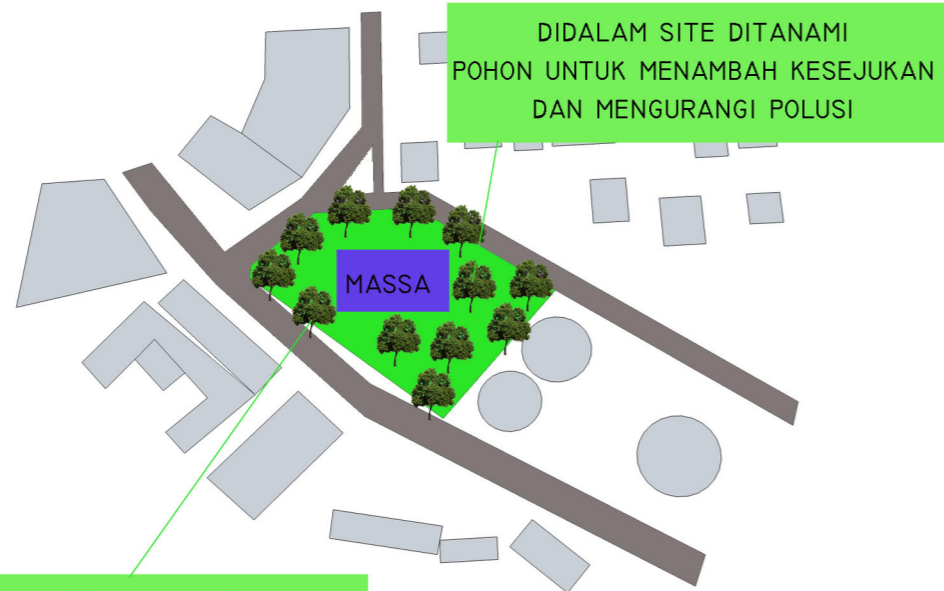 DIDALAM SITE DITANAMI
POHON UNTUK MENAMBAH KESEJUKAN
DAN MENGURANGI POLUSI
MASSA